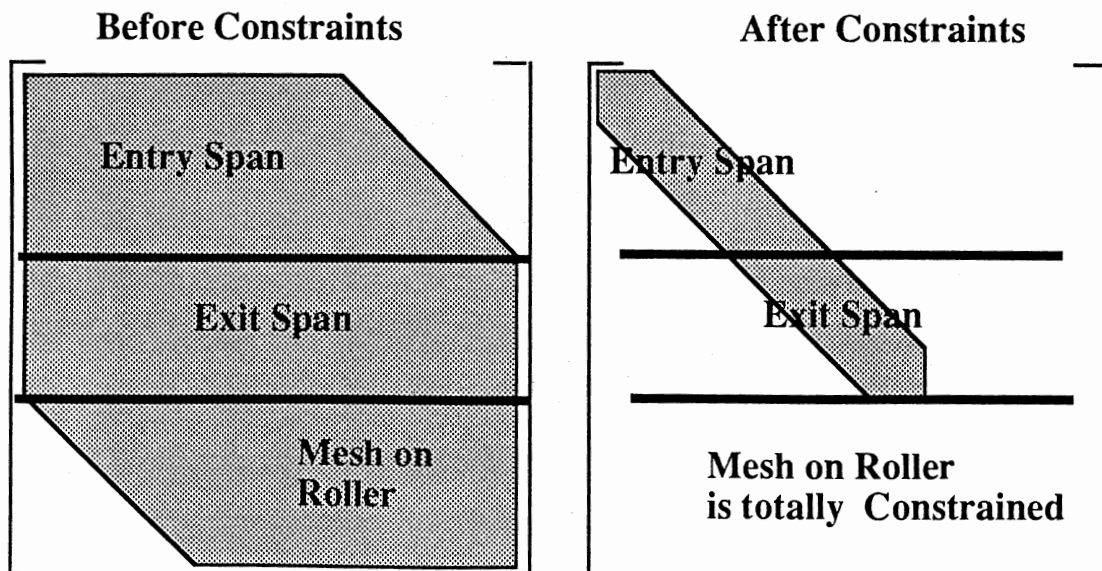 Before Constraints
Entry Span
Exit Span
Mesh on
Roller
After Constraints
Entry Span
Exit Span
Mesh on Roller
is totally Constrained